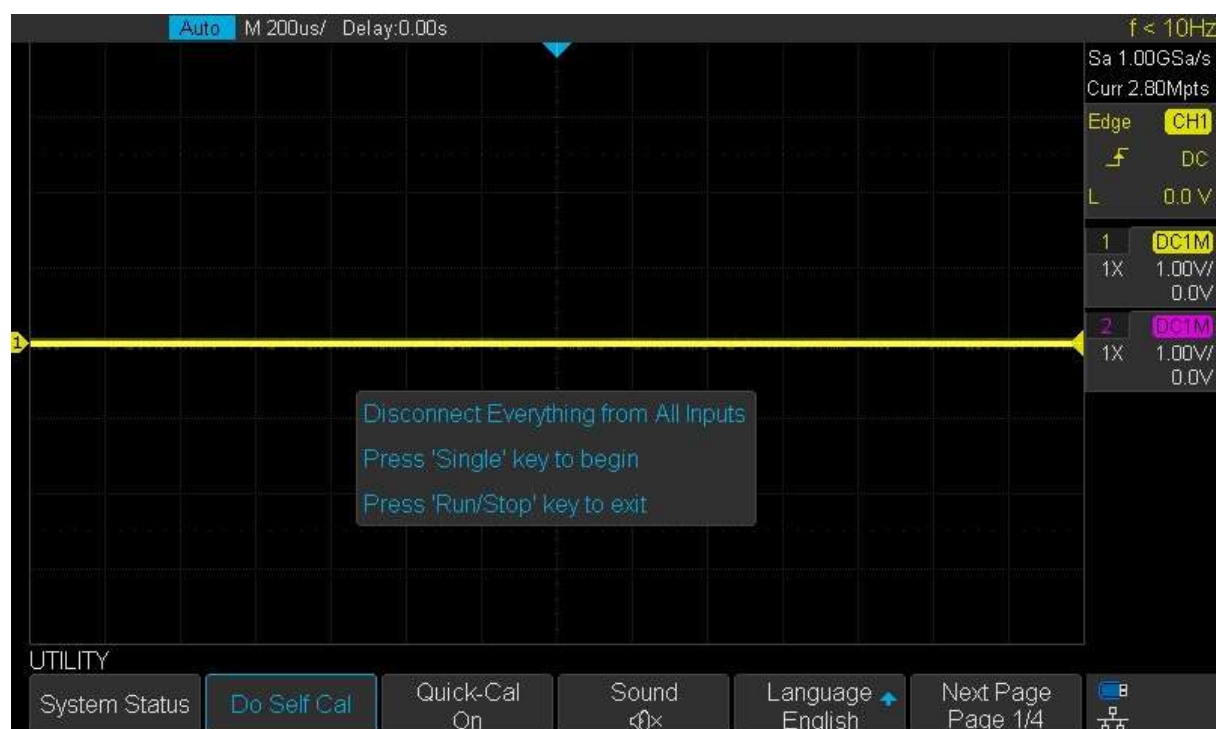 Auto M 200us/ Delay:0.00s f < 10Hz
Sa 1.00GSa/s
Curr 2.80Mpts
Edge CH1
DC
L 0.0 V
1 DC1M
1X 1.00V/
0.0V
2 DC1M
1X 1.00V/
0.0V
1
Disconnect Everything from All Inputs
Press 'Single' key to begin
Press 'Run/Stop' key to exit
UTILITY
System Status
Do Self Cal
Quick-Cal
On
Sound
Language
English
Next Page
Page 1/4